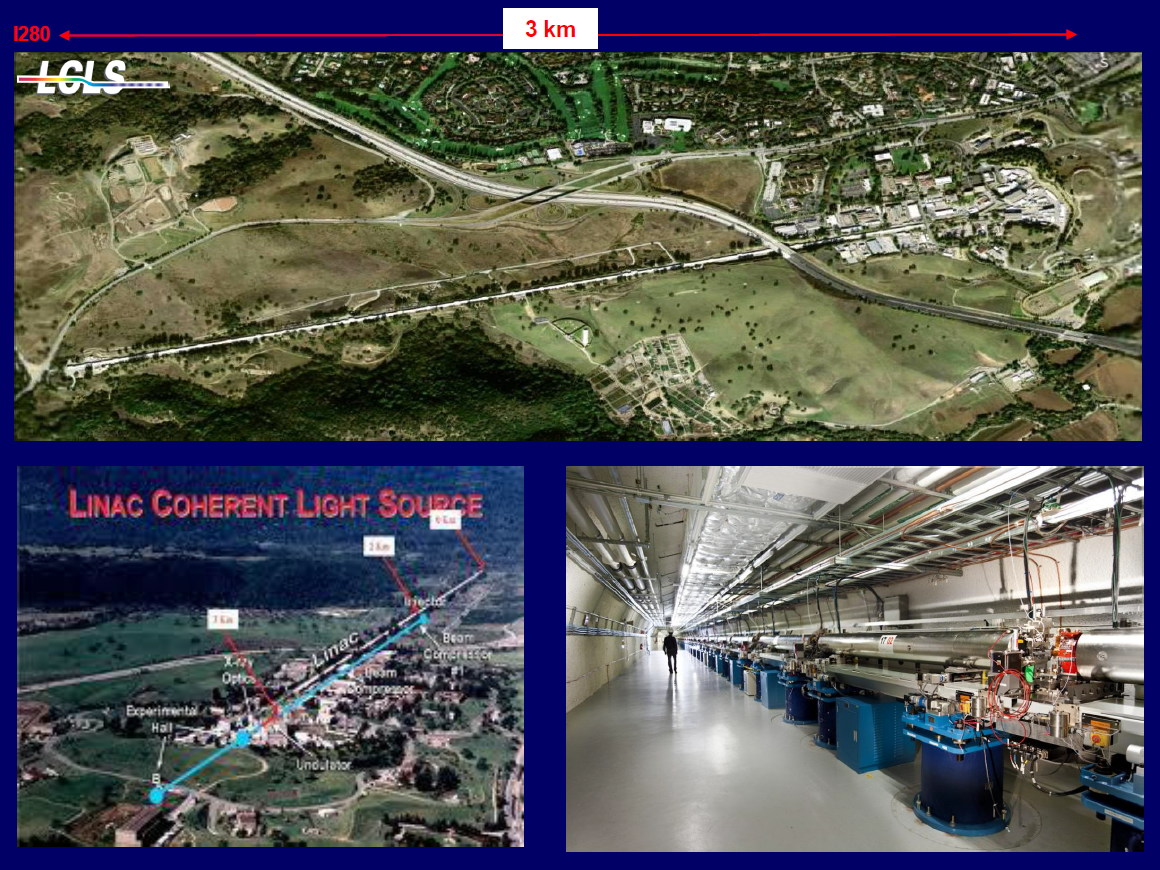 I280
3 km
LCLS
LINAC COHERENT LIGHT SOURCE
Injector
Linac
Beam
Compressor
X-ray
Optics
Beam
Compressor
Experimental
Hall
Undulator
B